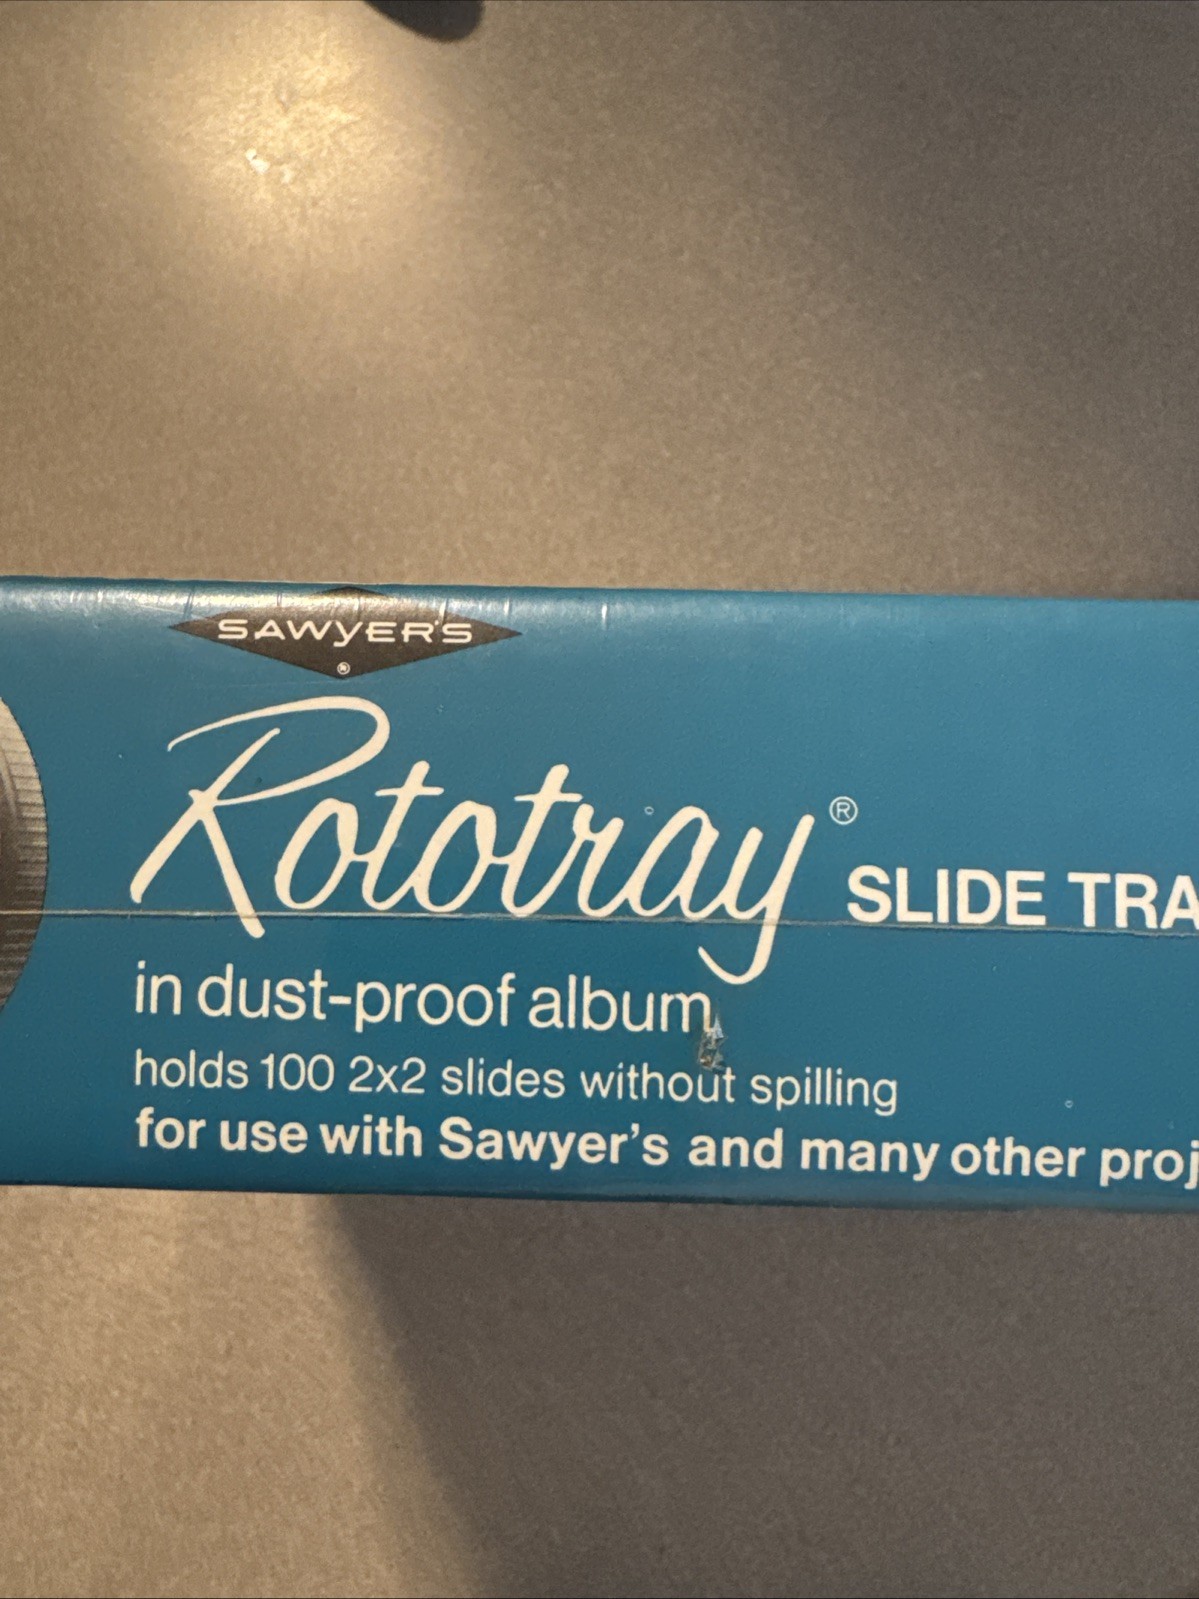 SAWYER'S
®
Rototray® SLIDE TRA
in dust-proof album
holds 100 2x2 slides without spilling
for use with Sawyer's and many other proj